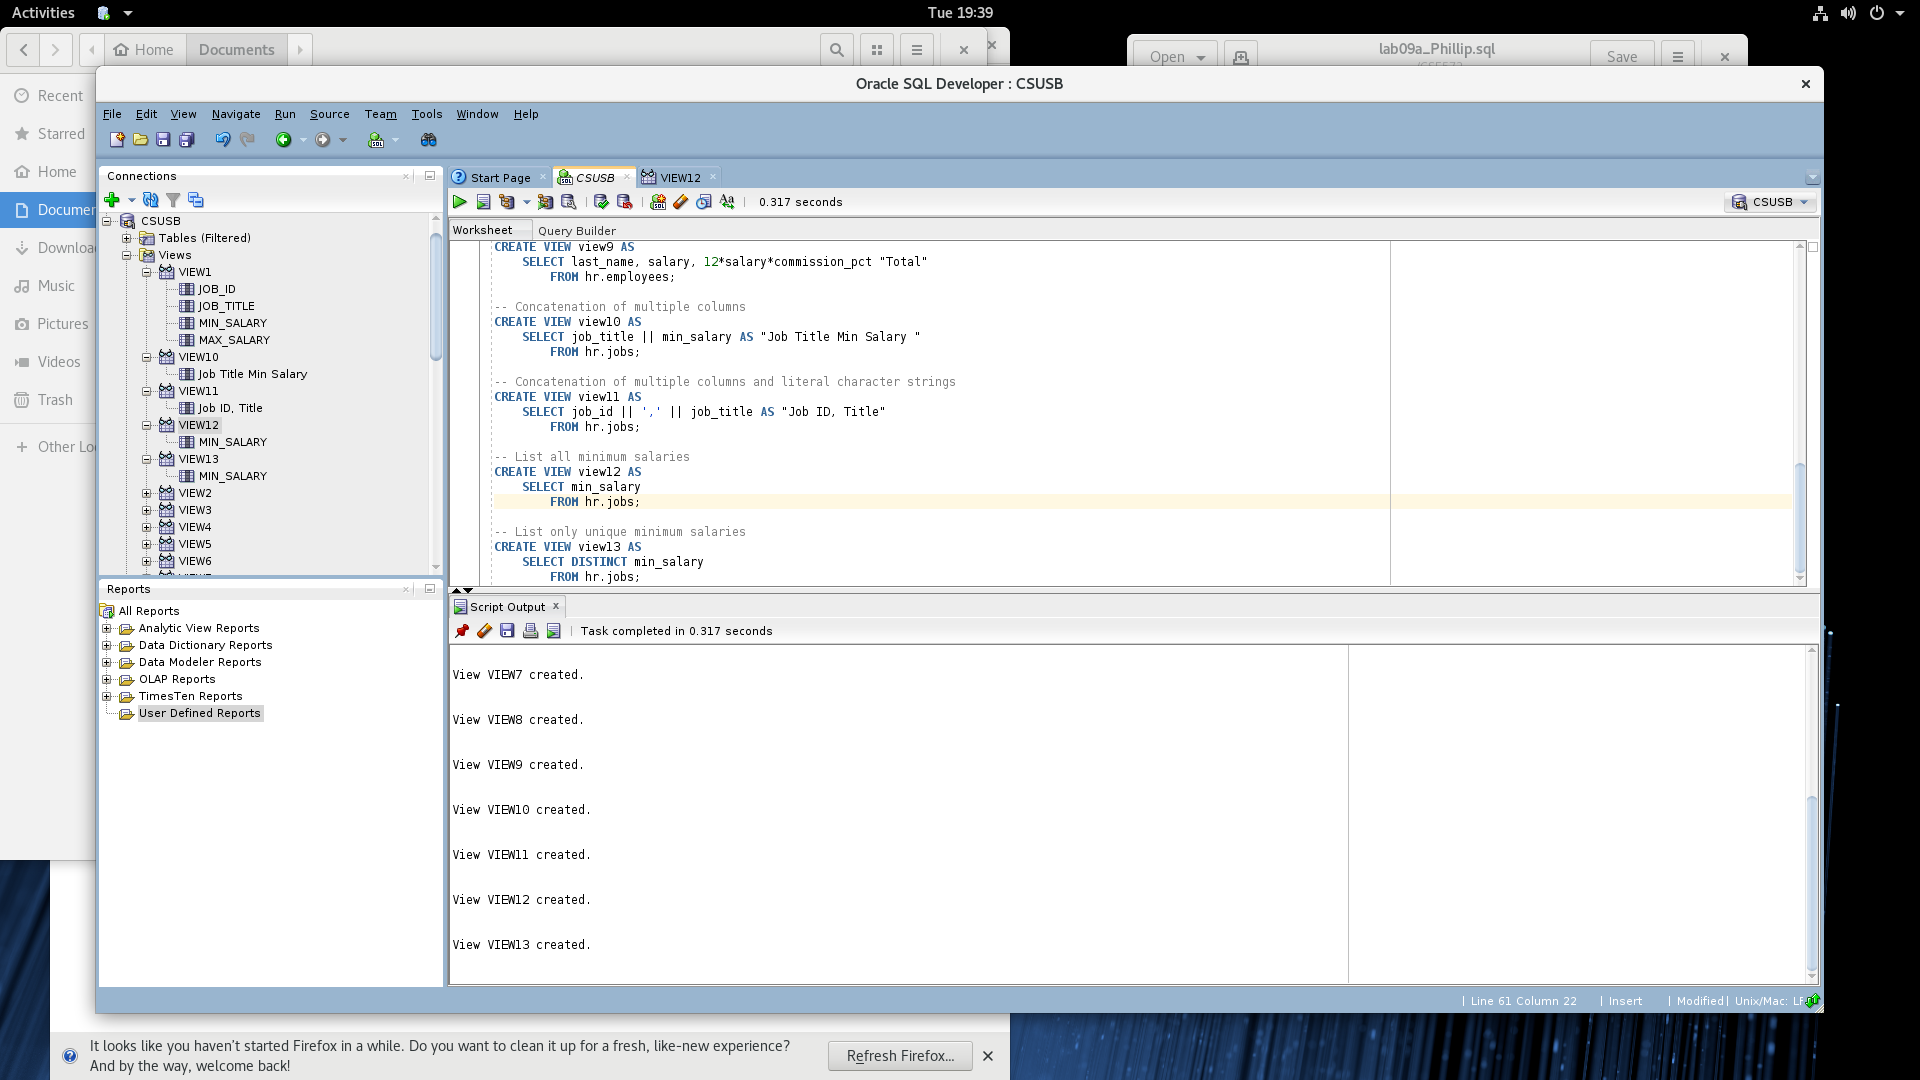 Activities
Tue 19:39
Home
Documents
Open
lab09a_Phillip.sql
Save
Recent
Starred
Home
Documen
Downloa
Music
Pictures
Videos
Trash
Other Lo
Oracle SQL Developer : CSUSB
File Edit View Navigate Run Source Team Tools Window Help
Connections
CSUSB
Tables (Filtered)
Views
VIEW1
JOB_ID
JOB_TITLE
MIN_SALARY
MAX_SALARY
VIEW10
Job Title Min Salary
VIEW11
Job ID, Title
VIEW12
MIN_SALARY
VIEW13
MIN_SALARY
VIEW2
VIEW3
VIEW4
VIEW5
VIEW6
Reports
All Reports
Analytic View Reports
Data Dictionary Reports
Data Modeler Reports
OLAP Reports
TimesTen Reports
User Defined Reports
Start Page
CSUSB
VIEW12
0.317 seconds
CSUSB
Worksheet
Query Builder
CREATE VIEW view9 AS
SELECT last_name, salary, 12*salary*commission_pct "Total"
FROM hr.employees;
-- Concatenation of multiple columns
CREATE VIEW view10 AS
SELECT job_title || min_salary AS "Job Title Min Salary "
FROM hr.jobs;
-- Concatenation of multiple columns and literal character strings
CREATE VIEW view11 AS
SELECT job_id || ',' || job_title AS "Job ID, Title"
FROM hr.jobs;
-- List all minimum salaries
CREATE VIEW view12 AS
SELECT min_salary
FROM hr.jobs;
-- List only unique minimum salaries
CREATE VIEW view13 AS
SELECT DISTINCT min_salary
FROM hr.jobs;
Script Output
Task completed in 0.317 seconds
View VIEW7 created.
View VIEW8 created.
View VIEW9 created.
View VIEW10 created.
View VIEW11 created.
View VIEW12 created.
View VIEW13 created.
Line 61 Column 22
Insert
Modified
Unix/Mac: LF
It looks like you haven't started Firefox in a while. Do you want to clean it up for a fresh, like-new experience?
And by the way, welcome back!
Refresh Firefox...